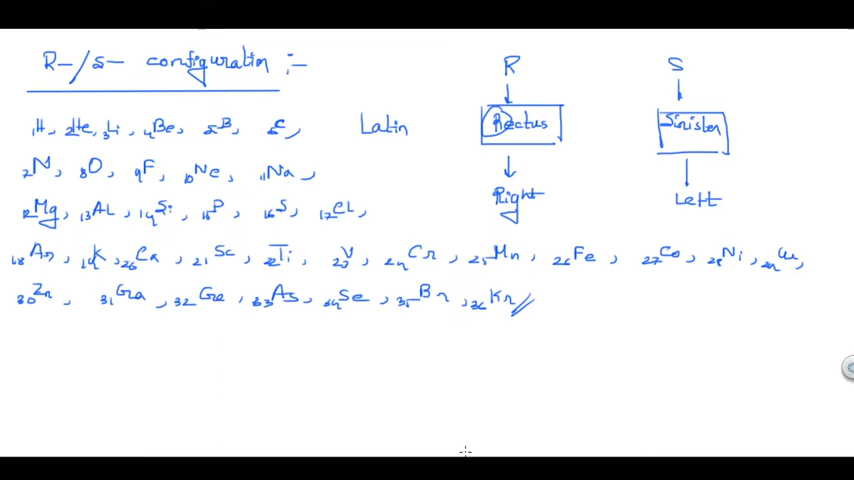 R-/S- configuration :-
R
S
₁H, ₂He, ₃Li, ₄Be, ₅B, ₆C,
Latin
Rectus
Sinister
₇N, ₈O, ₉F, ₁₀Ne, ₁₁Na,
Right
Left
₁₂Mg, ₁₃Al, ₁₄Si, ₁₅P, ₁₆S, ₁₇Cl,
₁₈Ar, ₁₉K, ₂₀Ca, ₂₁Sc, ₂₂Ti, ₂₃V, ₂₄Cr, ₂₅Mn, ₂₆Fe, ₂₇Co, ₂₈Ni, ₂₉Cu,
₃₀Zn, ₃₁Ga, ₃₂Ge, ₃₃As, ₃₄Se, ₃₅Br, ₃₆Kr //